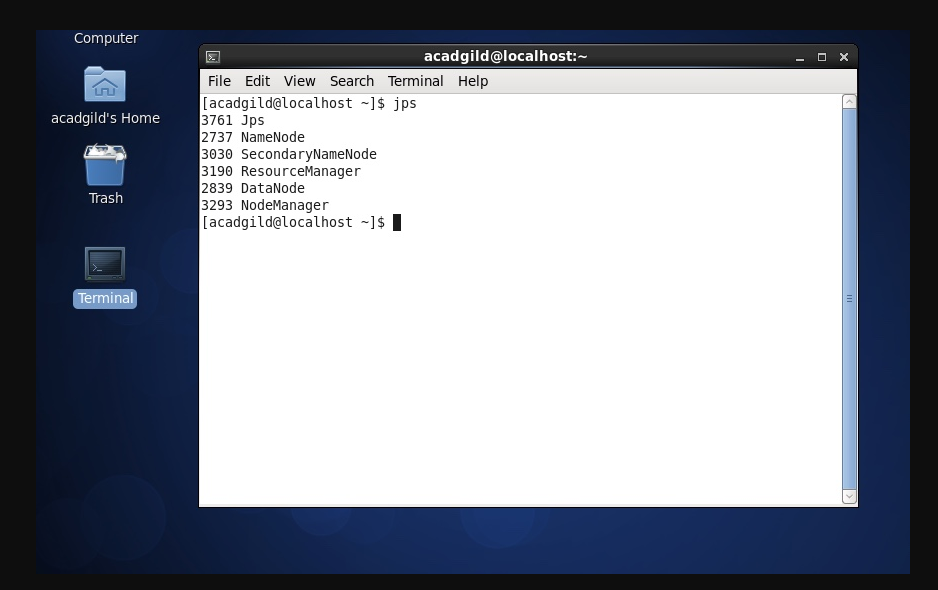 Computer
acadgild's Home
Trash
Terminal
acadgild@localhost:~
File Edit View Search Terminal Help
[acadgild@localhost ~]$ jps
3761 Jps
2737 NameNode
3030 SecondaryNameNode
3190 ResourceManager
2839 DataNode
3293 NodeManager
[acadgild@localhost ~]$